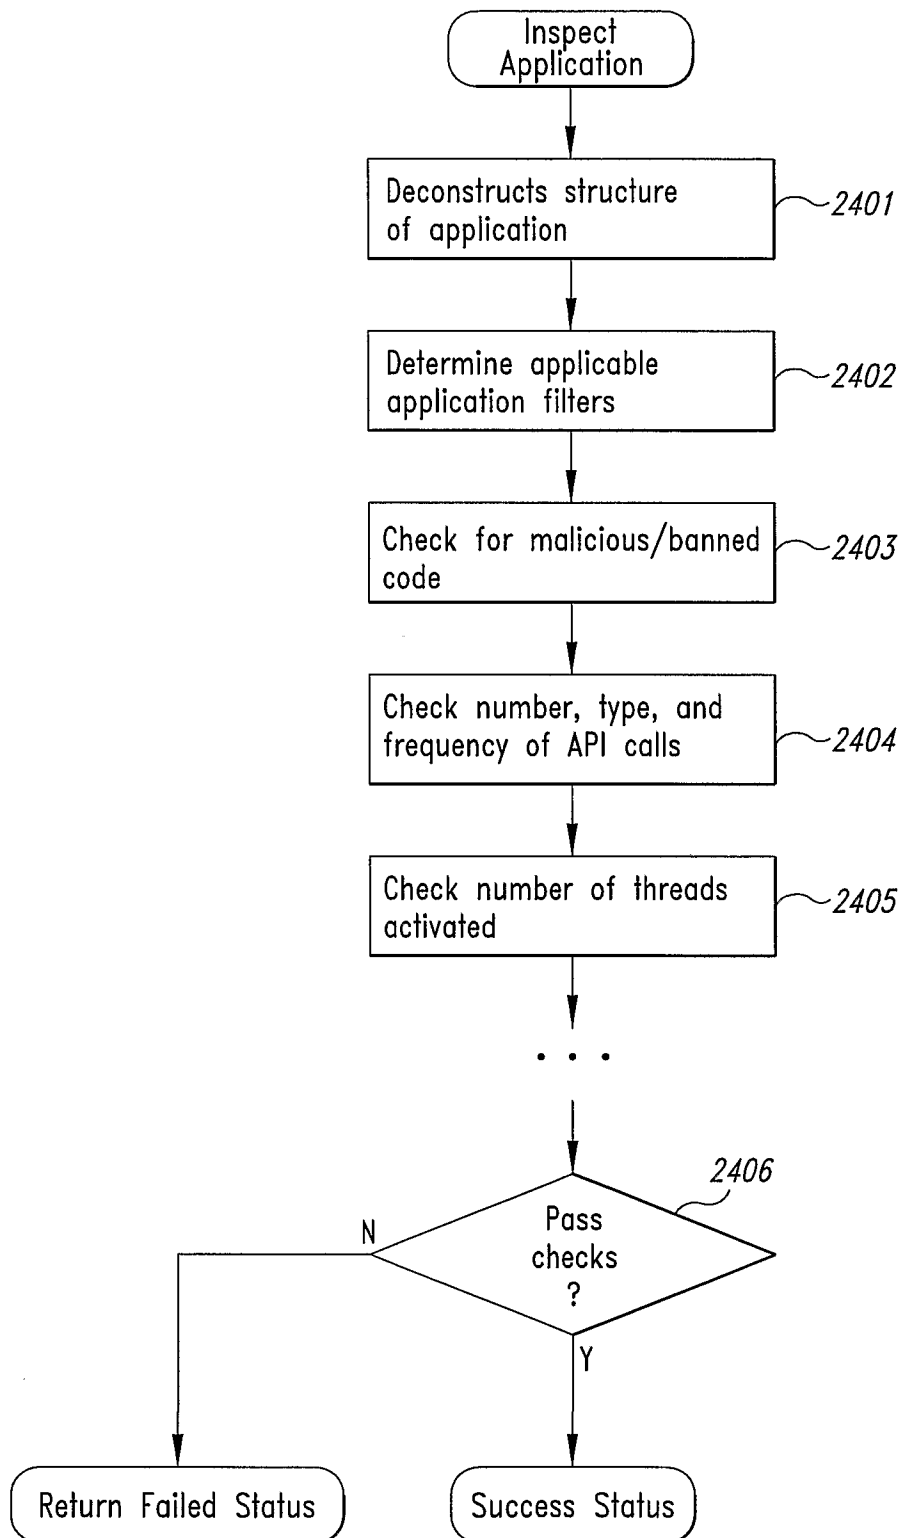 Inspect
Application
Deconstructs structure
of application
2401
Determine applicable
application filters
2402
Check for malicious/banned
code
2403
Check number, type, and
frequency of API calls
2404
Check number of threads
activated
2405
. . .
2406
Pass
checks
?
N
Y
Return Failed Status
Success Status